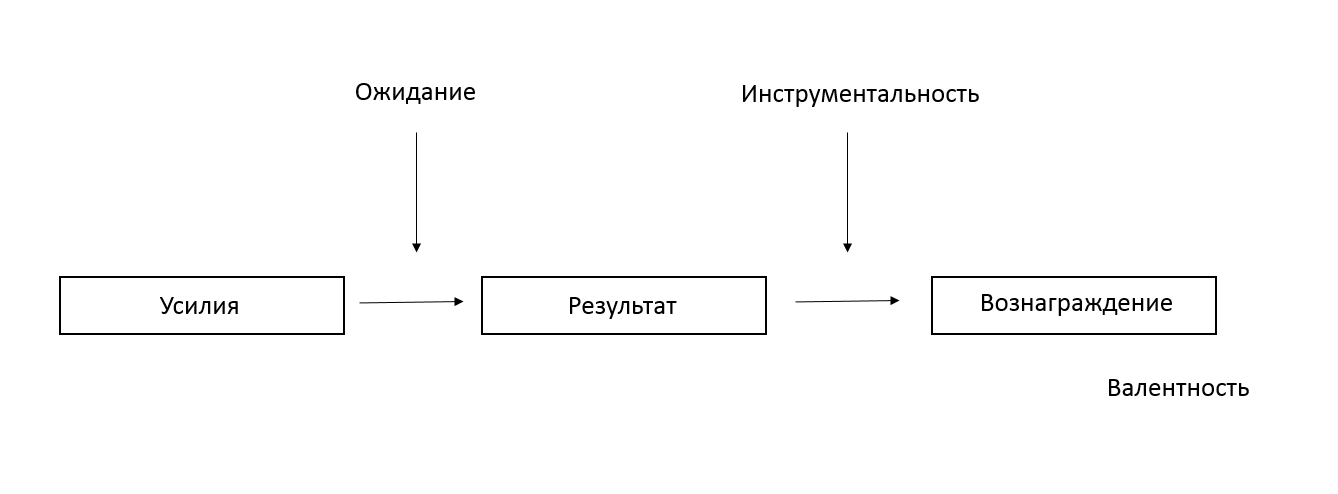 Ожидание
Инструментальность
Усилия
Результат
Вознаграждение
Валентность